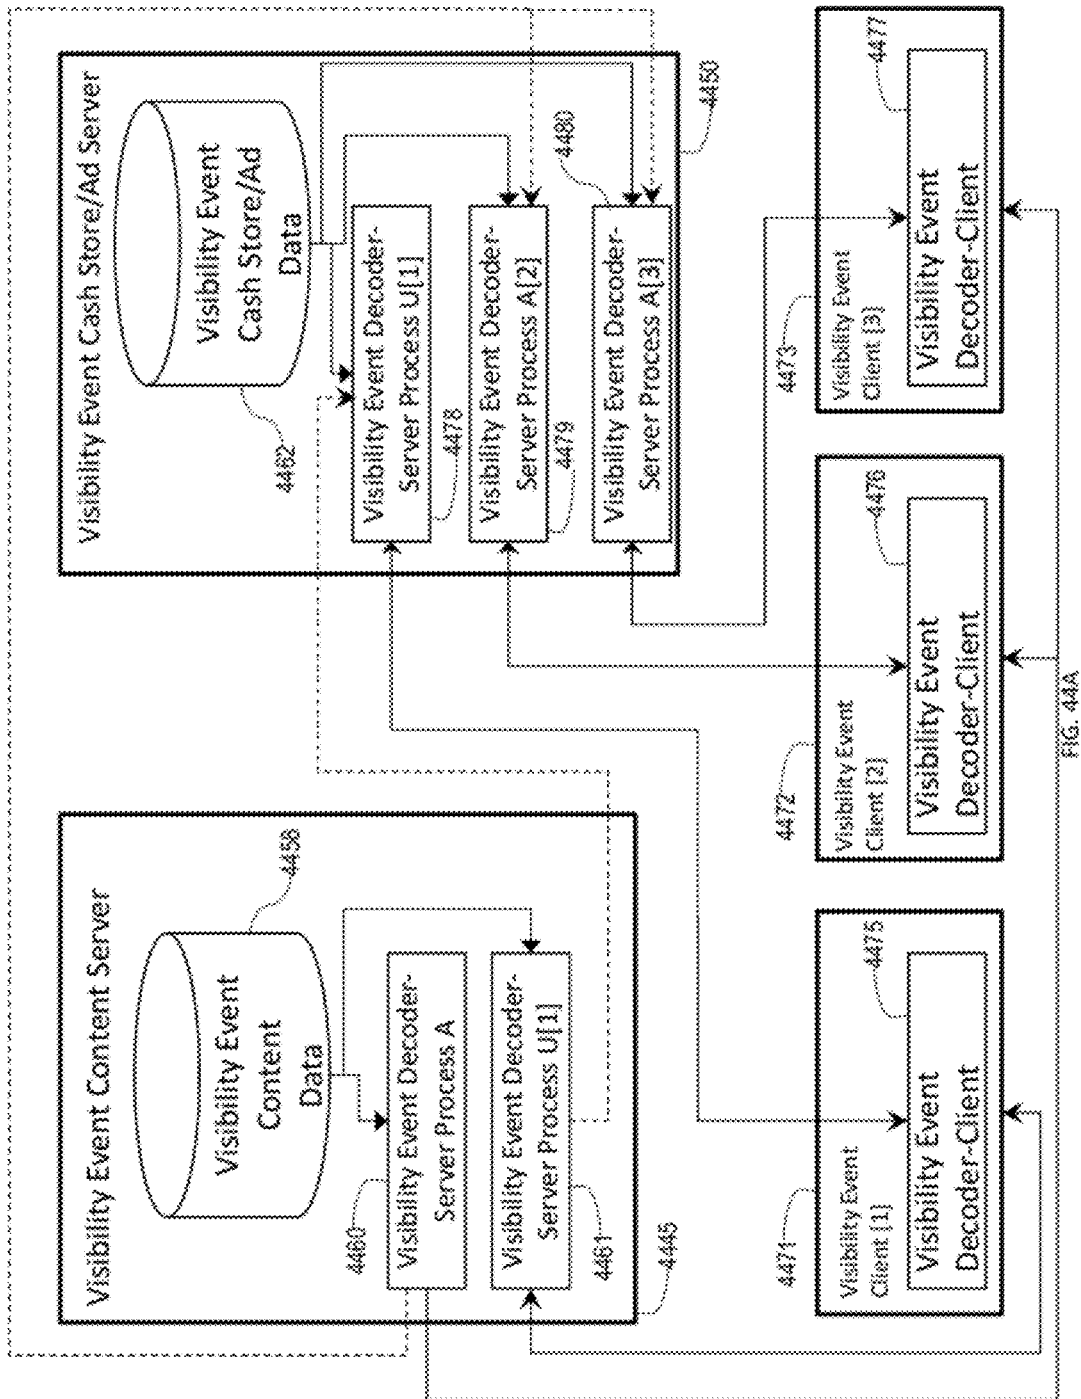 Visibility Event Content Server
Visibility Event
Content
Data
4458
4460
Visibility Event Decoder-
Server Process A
Visibility Event Decoder-
Server Process U[1]
4461
4445
Visibility Event Cash Store/Ad Server
Visibility Event
Cash Store/Ad
Data
4462
Visibility Event Decoder-
Server Process U[1]
4478
Visibility Event Decoder-
Server Process A[2]
4479
4480
Visibility Event Decoder-
Server Process A[3]
4450
4471
Visibility Event
Client [1]
4475
Visibility Event
Decoder-Client
4472
Visibility Event
Client [2]
4476
Visibility Event
Decoder-Client
4473
Visibility Event
Client [3]
4477
Visibility Event
Decoder-Client
FIG. 44A